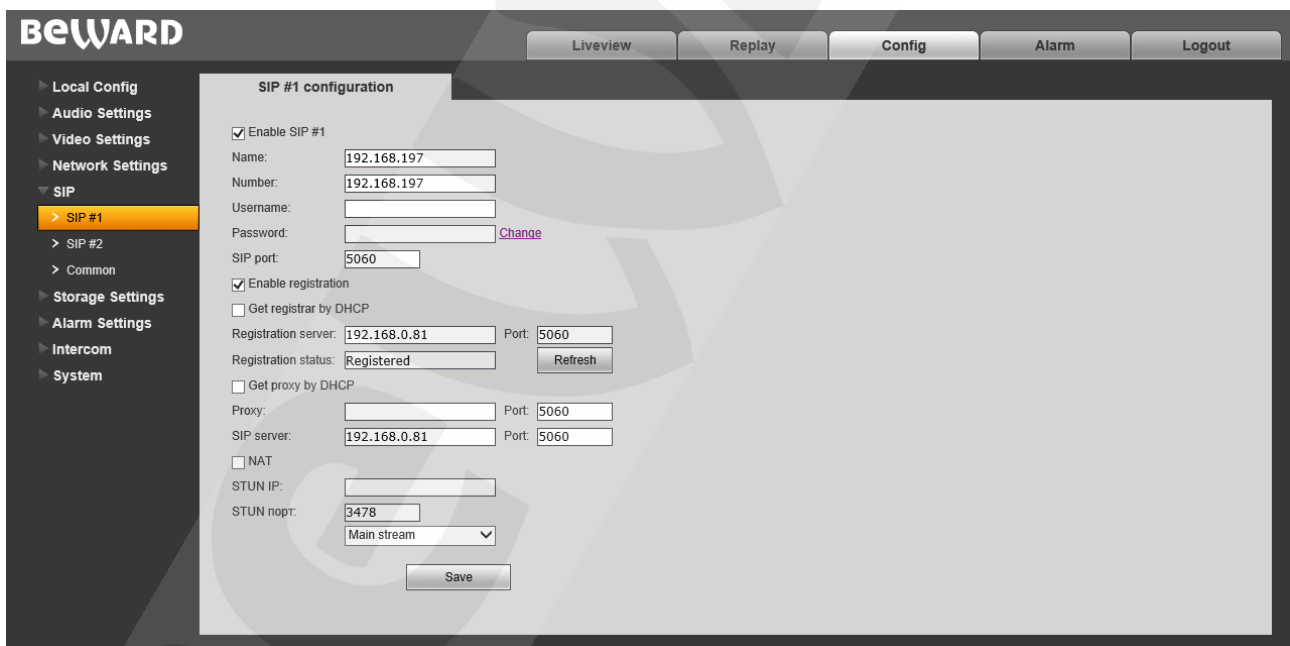 BEWARD
Liveview Replay Config Alarm Logout
Local Config
Audio Settings
Video Settings
Network Settings
SIP
> SIP #1
> SIP #2
> Common
Storage Settings
Alarm Settings
Intercom
System
SIP #1 configuration
Enable SIP #1
Name: 192.168.197
Number: 192.168.197
Username:
Password: Change
SIP port: 5060
Enable registration
Get registrar by DHCP
Registration server: 192.168.0.81 Port: 5060
Registration status: Registered Refresh
Get proxy by DHCP
Proxy: Port: 5060
SIP server: 192.168.0.81 Port: 5060
NAT
STUN IP:
STUN порт: 3478
Main stream
Save